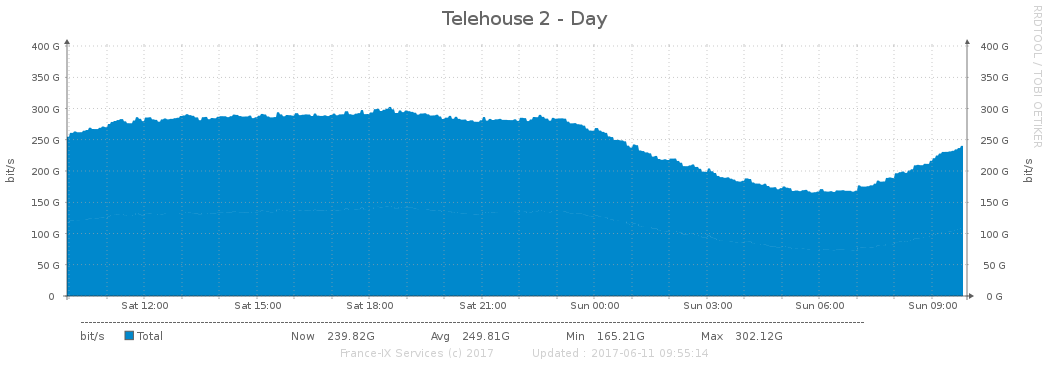 Telehouse 2 - Day
RRDTOOL / TOBI OETIKER
400 G 400 G
350 G 350 G
300 G 300 G
250 G 250 G
200 G 200 G
150 G 150 G
100 G 100 G
50 G 50 G
0 0 G
bit/s bit/s
Sat 12:00 Sat 15:00 Sat 18:00 Sat 21:00 Sun 00:00 Sun 03:00 Sun 06:00 Sun 09:00
bit/s Total Now 239.82G Avg 249.81G Min 165.21G Max 302.12G
France-IX Services (c) 2017 Updated : 2017-06-11 09:55:14